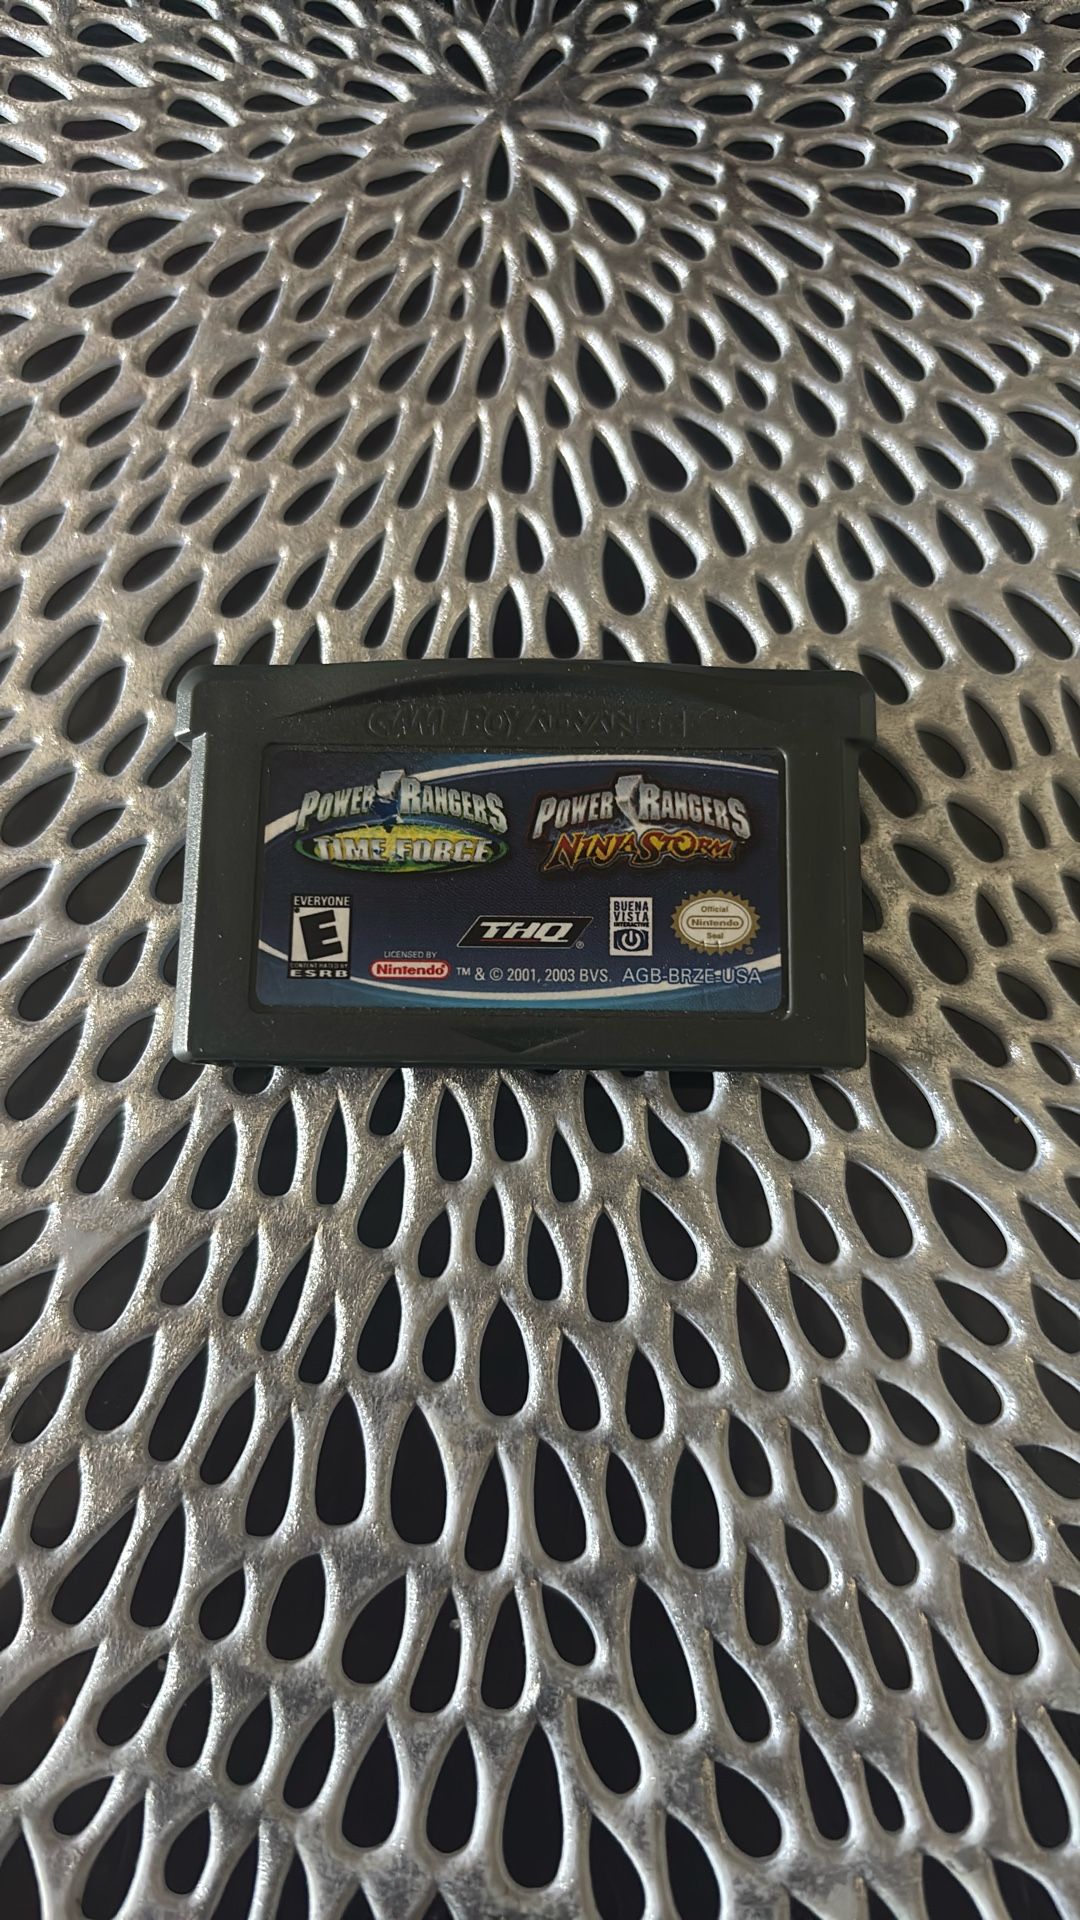 GAME BOY ADVANCE
POWER RANGERS
TIME FORCE
POWER RANGERS
NINJA STORM
EVERYONE
E
CONTENT RATED BY
ESRB
LICENSED BY
Nintendo
THQ®
BUENA
VISTA
INTERACTIVE
Official
Nintendo
Seal
™ & © 2001, 2003 BVS. AGB-BRZE-USA